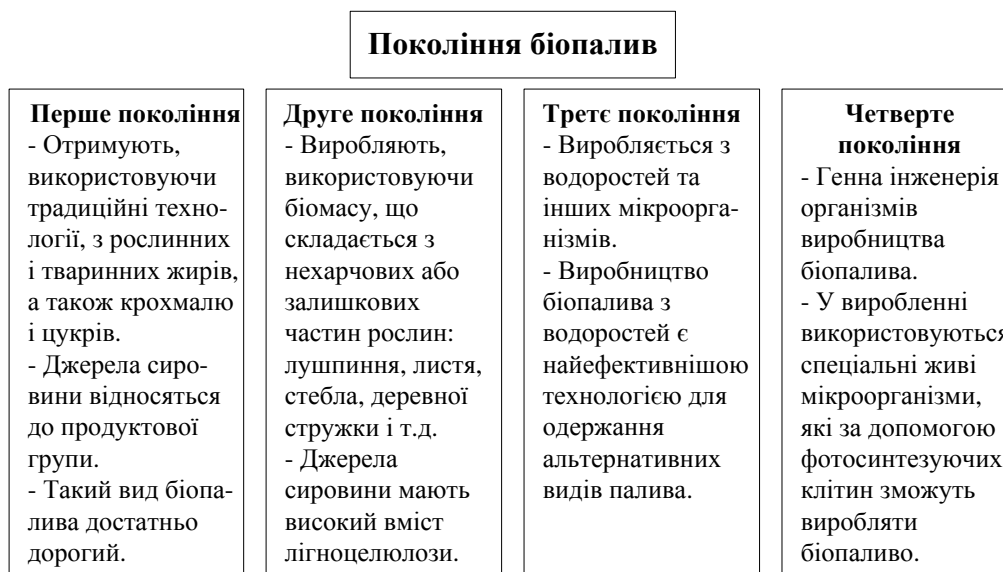 Покоління біопалив
Перше покоління
- Отримують,
використовуючи
традиційні техно-
логії, з рослинних
і тваринних жирів,
а також крохмалю
і цукрів.
- Джерела сиро-
вини відносяться
до продуктової
групи.
- Такий вид біопа-
лива достатньо
дорогий.
Друге покоління
- Виробляють,
використовуючи
біомасу, що
складається з
нехарчових або
залишкових
частин рослин:
лушпиння, листя,
стебла, деревної
стружки і т.д.
- Джерела
сировини мають
високий вміст
лігноцелюлози.
Третє покоління
- Виробляється з
водоростей та
інших мікроорга-
нізмів.
- Виробництво
біопалива з
водоростей є
найефективнішою
технологією для
одержання
альтернативних
видів палива.
Четверте
покоління
- Генна інженерія
організмів
виробництва
біопалива.
- У виробленні
використовуються
спеціальні живі
мікроорганізми,
які за допомогою
фотосинтезуючих
клітин зможуть
виробляти
біопаливо.